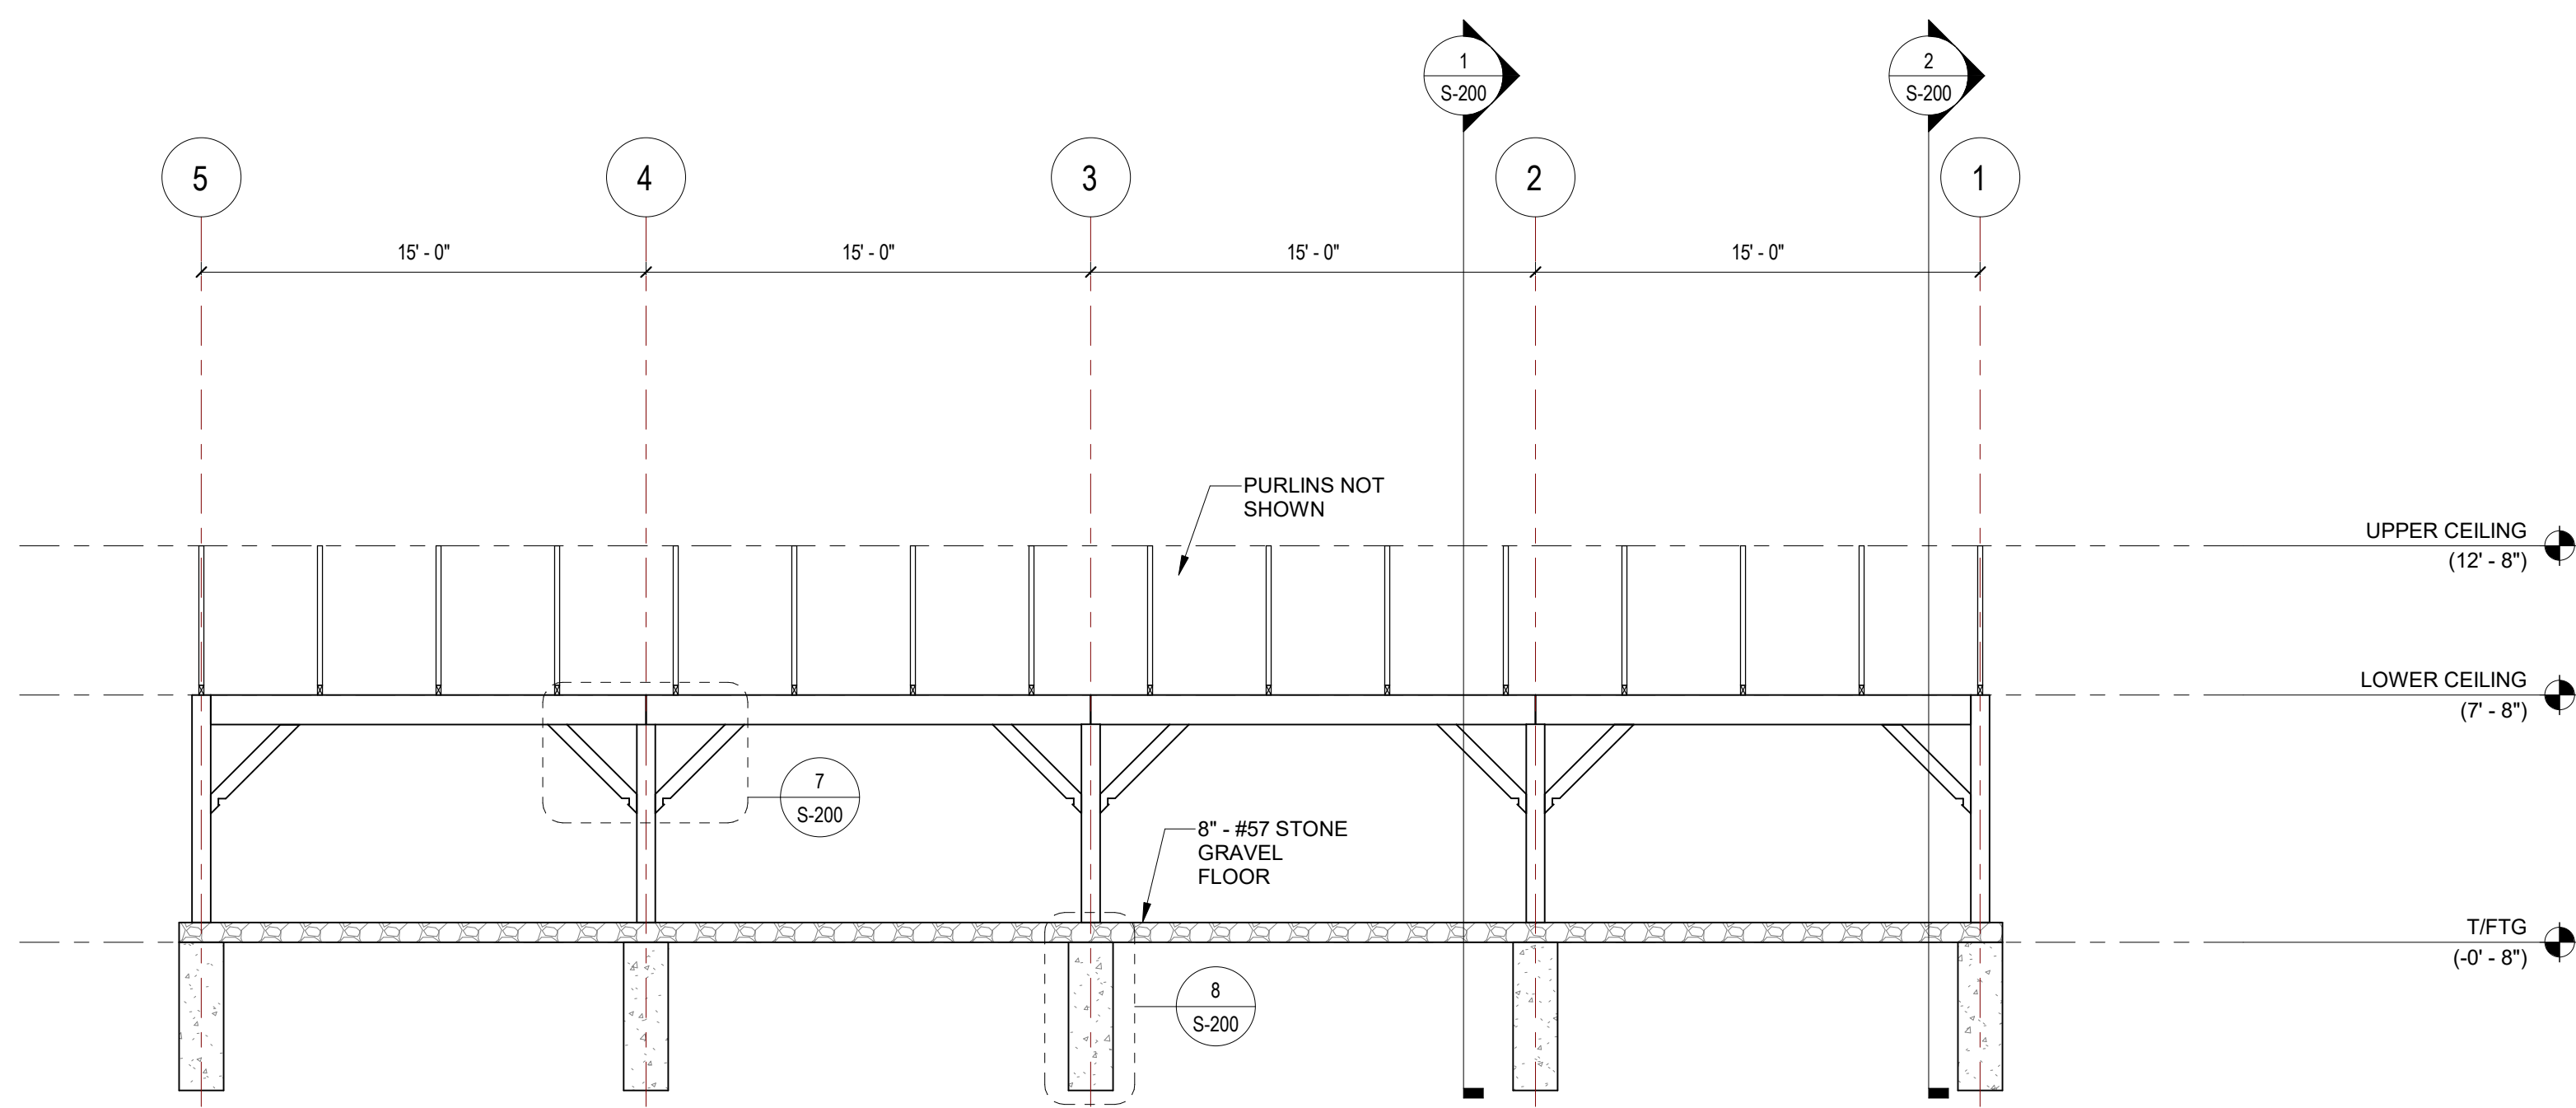 1
S-200
2
S-200
5
4
3
2
1
15' - 0"
15' - 0"
15' - 0"
15' - 0"
PURLINS NOT
SHOWN
UPPER CEILING
(12' - 8")
LOWER CEILING
(7' - 8")
7
S-200
8" - #57 STONE
GRAVEL
FLOOR
T/FTG
(-0' - 8")
8
S-200